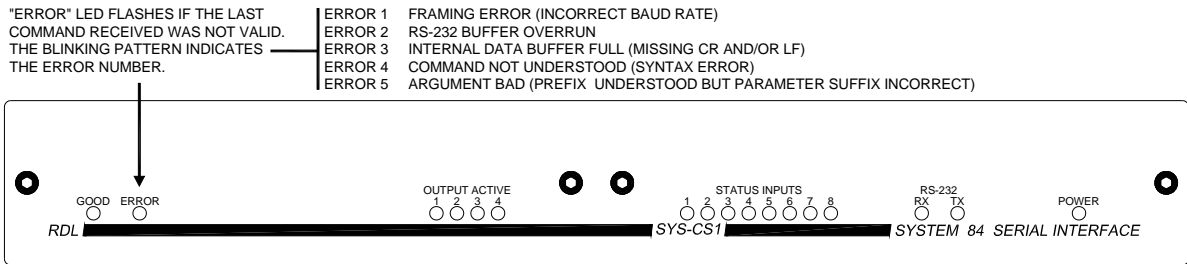 "ERROR" LED FLASHES IF THE LAST
COMMAND RECEIVED WAS NOT VALID.
THE BLINKING PATTERN INDICATES
THE ERROR NUMBER.
ERROR 1 FRAMING ERROR (INCORRECT BAUD RATE)
ERROR 2 RS-232 BUFFER OVERRUN
ERROR 3 INTERNAL DATA BUFFER FULL (MISSING CR AND/OR LF)
ERROR 4 COMMAND NOT UNDERSTOOD (SYNTAX ERROR)
ERROR 5 ARGUMENT BAD (PREFIX UNDERSTOOD BUT PARAMETER SUFFIX INCORRECT)
GOOD ERROR
OUTPUT ACTIVE
1 2 3 4
STATUS INPUTS
1 2 3 4 5 6 7 8
RS-232
RX TX
POWER
RDL SYS-CS1 SYSTEM 84 SERIAL INTERFACE